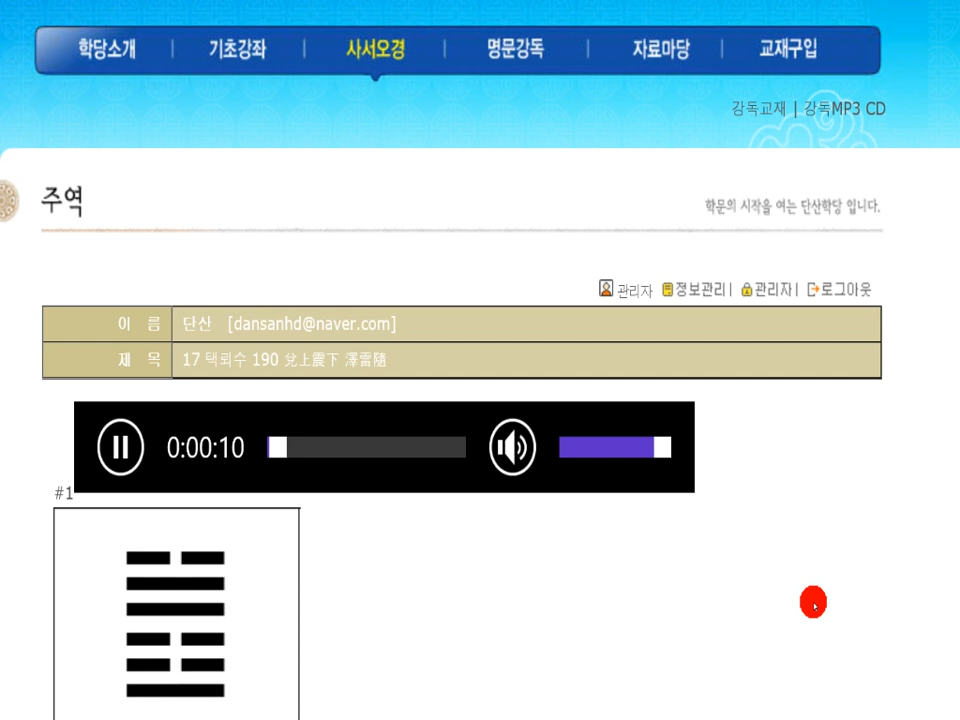 학당소개 | 기초강좌 | 사서오경 | 명문강독 | 자료마당 | 교재구입
강독교재 | 강독MP3 CD
주역
학문의 시작을 여는 단산학당 입니다.
관리자 정보관리 | 관리자 | 로그아웃
이 름 단산 [dansanhd@naver.com]
제 목 17 택뢰수 190 兌上震下 澤雷隨
0:00:10
#1